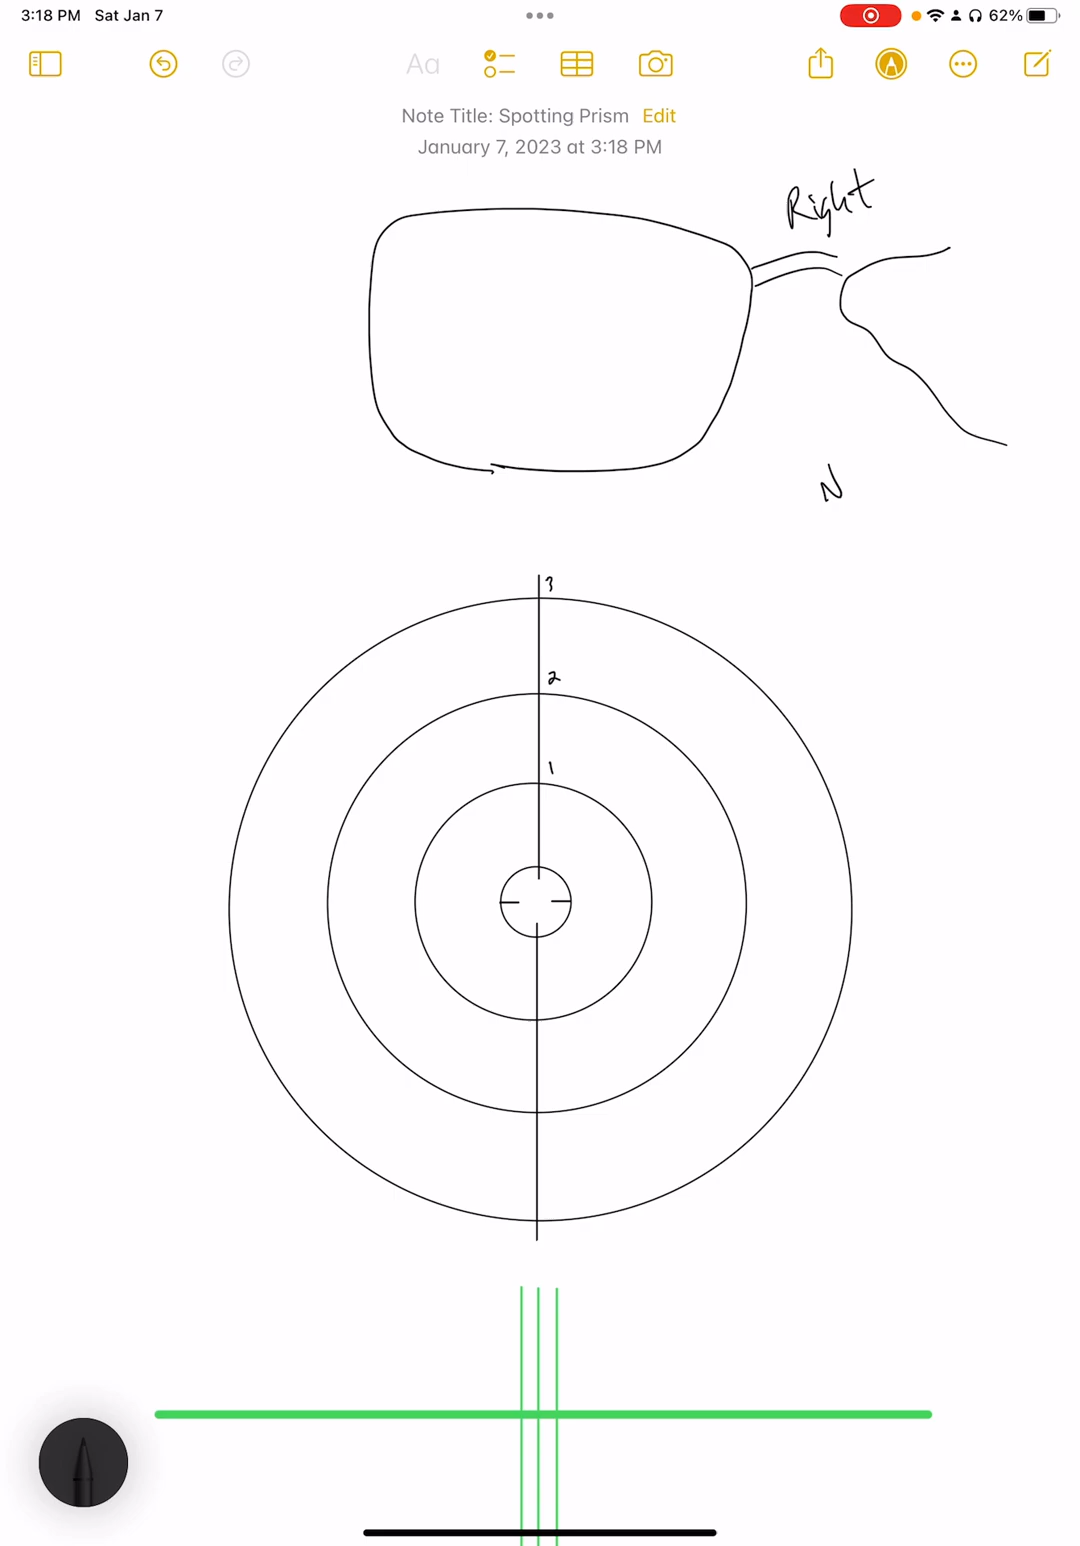 3:18 PM Sat Jan 7
62%
Aa
Note Title: Spotting Prism Edit
January 7, 2023 at 3:18 PM
Right
N
3
2
1